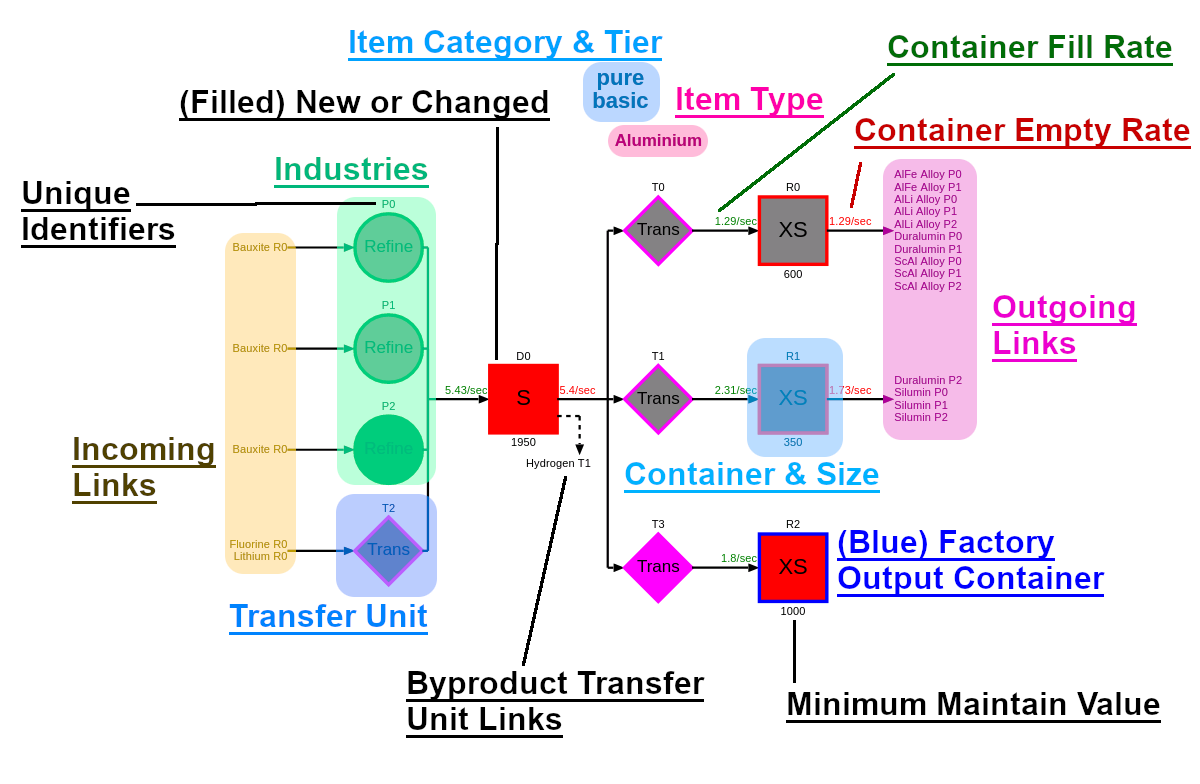 Item Category & Tier
Container Fill Rate
pure
basic
(Filled) New or Changed
Item Type
Container Empty Rate
Aluminium
Industries
Unique
Identifiers
P0
T0
R0
AlFe Alloy P0
AlFe Alloy P1
AlLi Alloy P0
AlLi Alloy P1
AlLi Alloy P2
Duralumin P0
Duralumin P1
ScAl Alloy P0
ScAl Alloy P1
ScAl Alloy P2
Bauxite R0
Refine
Trans
1.29/sec
XS
1.29/sec
600
Outgoing
Links
P1
Bauxite R0
Refine
D0
T1
R1
5.43/sec
S
5.4/sec
Trans
2.31/sec
XS
1.73/sec
Duralumin P2
Silumin P0
Silumin P1
Silumin P2
P2
1950
350
Bauxite R0
Refine
Hydrogen T1
Incoming
Links
Container & Size
T2
T3
R2
Fluorine R0
Lithium R0
Trans
Trans
1.8/sec
XS
1000
(Blue) Factory
Output Container
Transfer Unit
Byproduct Transfer
Unit Links
Minimum Maintain Value